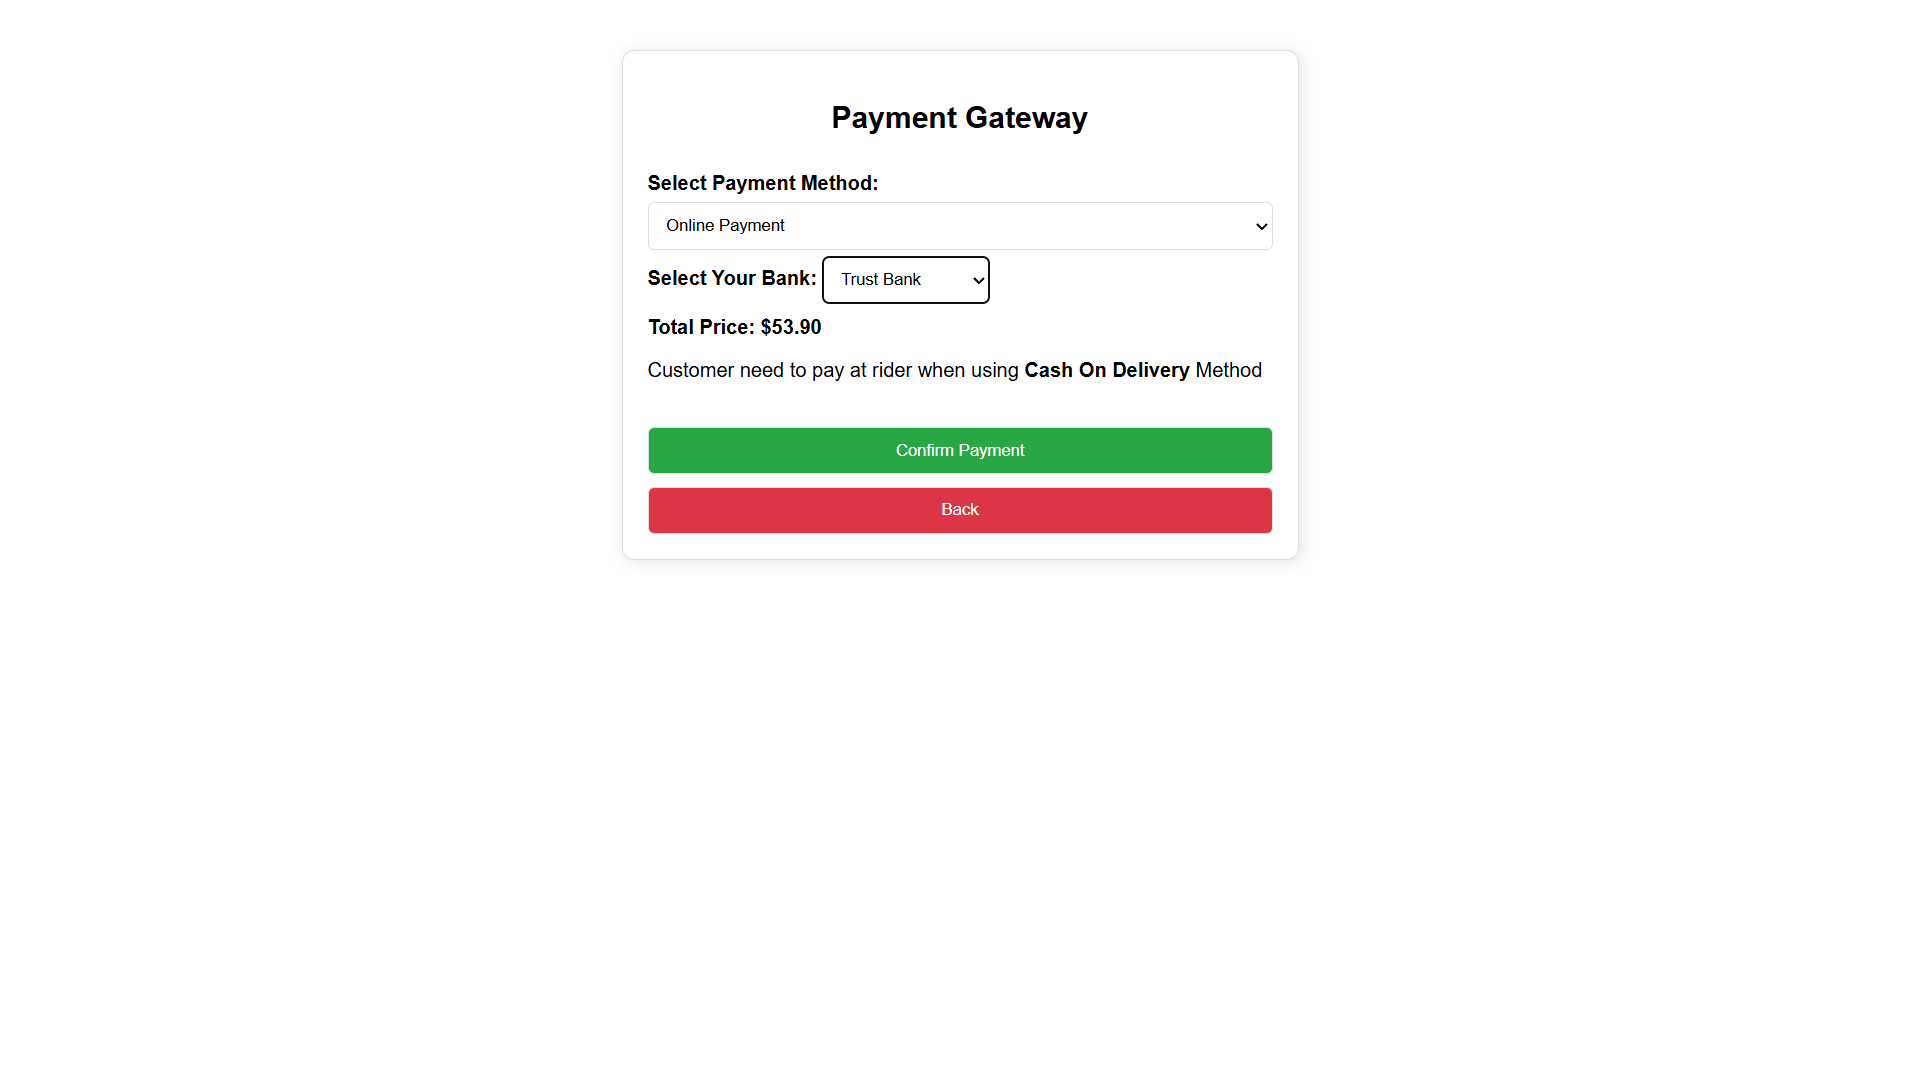 Payment Gateway
Select Payment Method:
Online Payment
Select Your Bank: Trust Bank
Total Price: $53.90
Customer need to pay at rider when using Cash On Delivery Method
Confirm Payment
Back